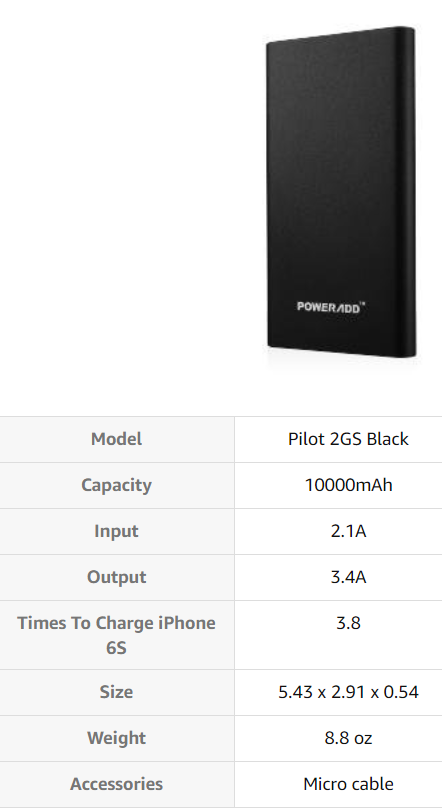 POWERADD™
Model Pilot 2GS Black
Capacity 10000mAh
Input 2.1A
Output 3.4A
Times To Charge iPhone 3.8
6S
Size 5.43 x 2.91 x 0.54
Weight 8.8 oz
Accessories Micro cable